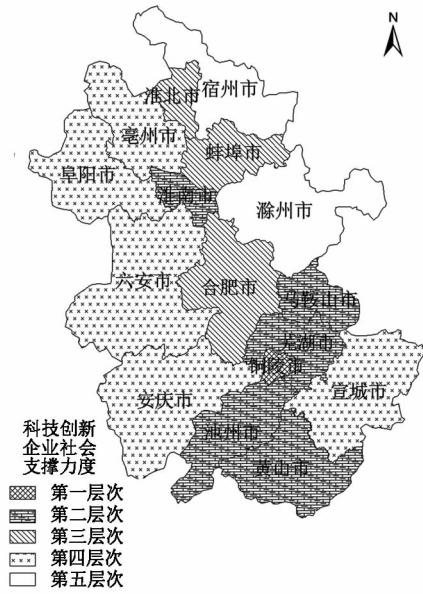 N
宿州市
淮北市
亳州市
蚌埠市
阜阳市
淮南市
滁州市
六安市
合肥市
马鞍山市
芜湖市
铜陵市
宣城市
安庆市
池州市
黄山市
科技创新
企业社会
支撑力度
第一层次
第二层次
第三层次
第四层次
第五层次